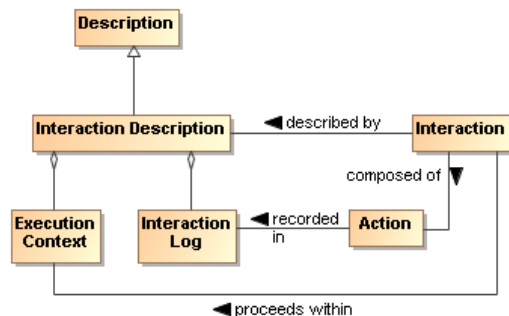 Description
Interaction Description
described by
Interaction
composed of
Execution
Context
Interaction
Log
recorded
in
Action
proceeds within